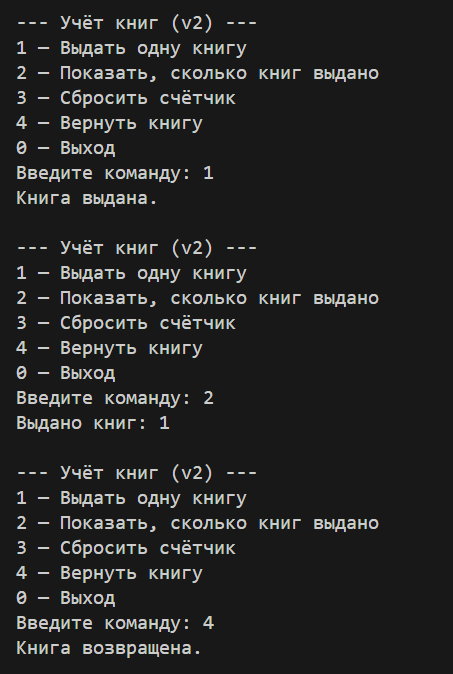 --- Учёт книг (v2) ---
1 — Выдать одну книгу
2 — Показать, сколько книг выдано
3 — Сбросить счётчик
4 — Вернуть книгу
0 — Выход
Введите команду: 1
Книга выдана.

--- Учёт книг (v2) ---
1 — Выдать одну книгу
2 — Показать, сколько книг выдано
3 — Сбросить счётчик
4 — Вернуть книгу
0 — Выход
Введите команду: 2
Выдано книг: 1

--- Учёт книг (v2) ---
1 — Выдать одну книгу
2 — Показать, сколько книг выдано
3 — Сбросить счётчик
4 — Вернуть книгу
0 — Выход
Введите команду: 4
Книга возвращена.